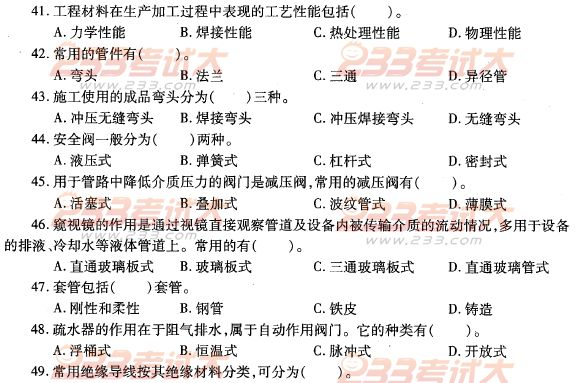 41. 工程材料在生产加工过程中表现的工艺性能包括(　　)。
A. 力学性能　B. 焊接性能　C. 热处理性能　D. 物理性能
42. 常用的管件有(　　)。
A. 弯头　B. 法兰　C. 三通　D. 异径管
43. 施工使用的成品弯头分为(　　)三种。
A. 冲压无缝弯头　B. 焊接弯头　C. 冲压焊接弯头　D. 无缝弯头
44. 安全阀一般分为(　　)两种。
A. 液压式　B. 弹簧式　C. 杠杆式　D. 密封式
45. 用于管路中降低介质压力的阀门是减压阀,常用的减压阀有(　　)。
A. 活塞式　B. 叠加式　C. 波纹管式　D. 薄膜式
46. 窥视镜的作用是通过视镜直接观察管道及设备内被传输介质的流动情况,多用于设备
的排液、冷却水等液体管道上。常用的有(　　)。
A. 直通玻璃板式　B. 玻璃板式　C. 三通玻璃板式　D. 直通玻璃管式
47. 套管包括(　　)套管。
A. 刚性和柔性　B. 钢管　C. 铁皮　D. 铸造
48. 疏水器的作用在于阻气排水,属于自动作用阀门。它的种类有(　　)。
A. 浮桶式　B. 恒温式　C. 脉冲式　D. 开放式
49. 常用绝缘导线按其绝缘材料分类,可分为(　　)。
233考试大
www.233.com